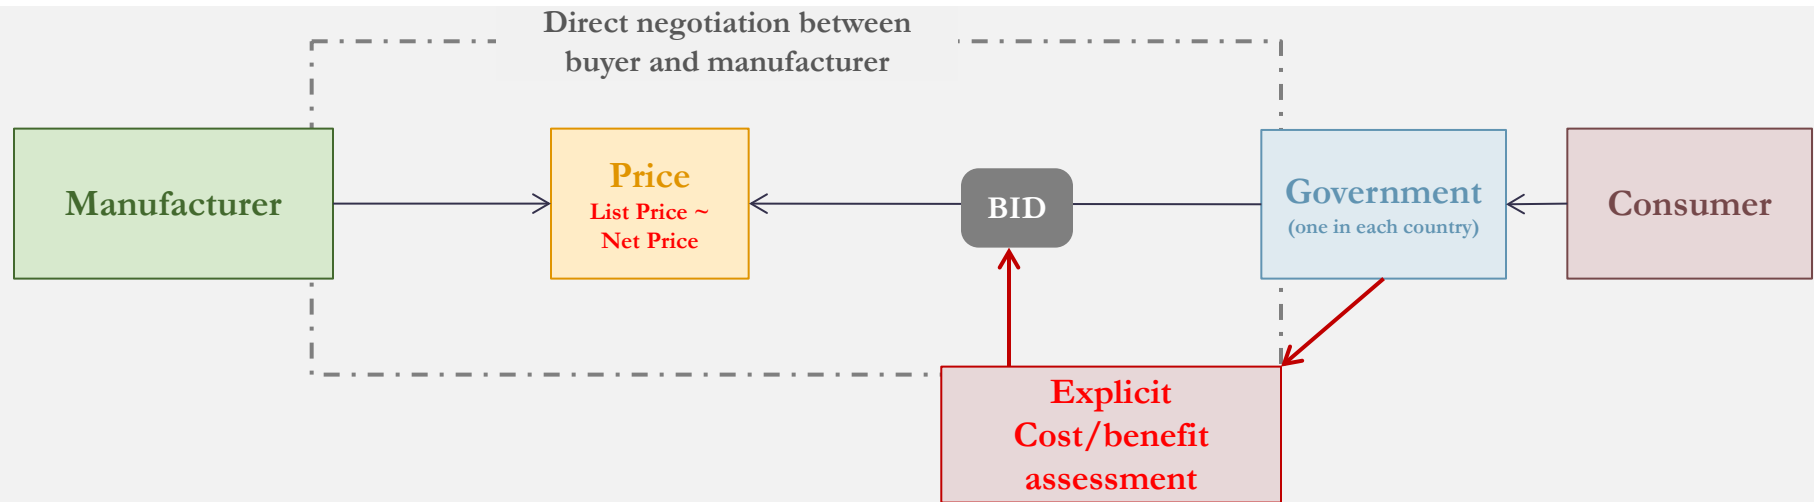 Direct negotiation between
buyer and manufacturer
Manufacturer
Price
List Price ~
Net Price
BID
Government
(one in each country)
Consumer
Explicit
Cost/benefit
assessment